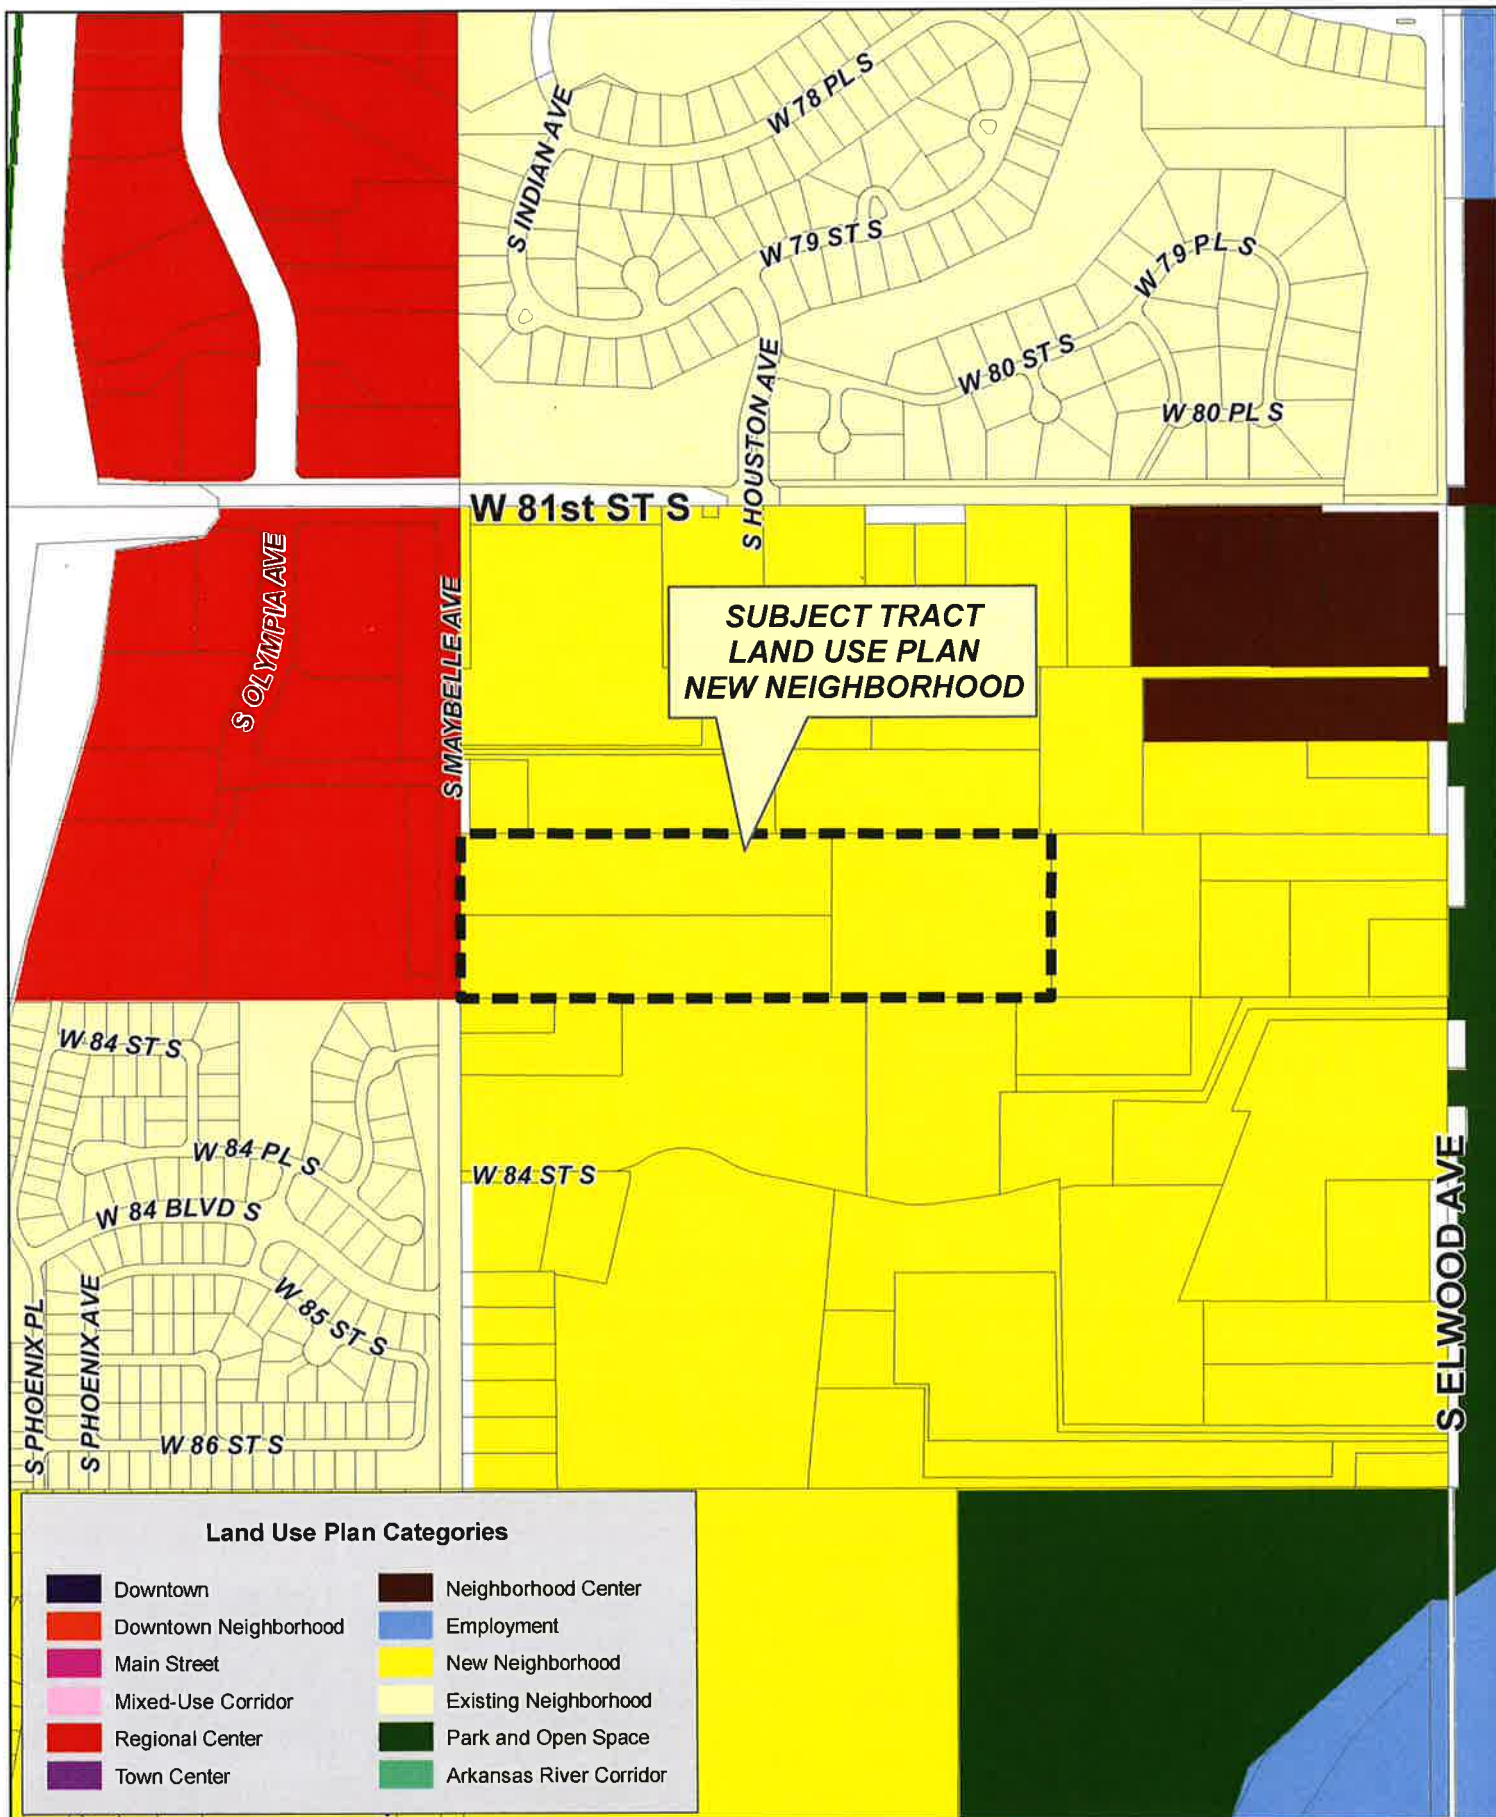 W 78 PL S
S INDIAN AVE
W 79 ST S
W 79 PL S
W 80 ST S
W 80 PL S
S HOUSTON AVE
W 81st ST S
S OLYMPIA AVE
S MAYBELLE AVE
SUBJECT TRACT
LAND USE PLAN
NEW NEIGHBORHOOD
W 84 ST S
W 84 PL S
W 84 ST S
W 84 BLVD S
W 85 ST S
S PHOENIX PL
S PHOENIX AVE
W 86 ST S
S ELWOOD AVE
Land Use Plan Categories
Downtown
Downtown Neighborhood
Main Street
Mixed-Use Corridor
Regional Center
Town Center
Neighborhood Center
Employment
New Neighborhood
Existing Neighborhood
Park and Open Space
Arkansas River Corridor